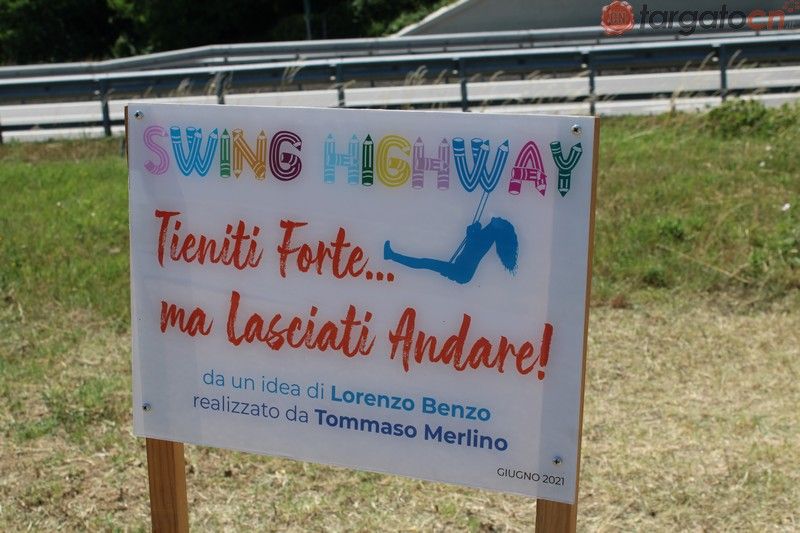 targatocn
SWING HIGHWAY
Tieniti Forte...
ma Lasciati Andare!
da un idea di Lorenzo Benzo
realizzato da Tommaso Merlino
GIUGNO 2021